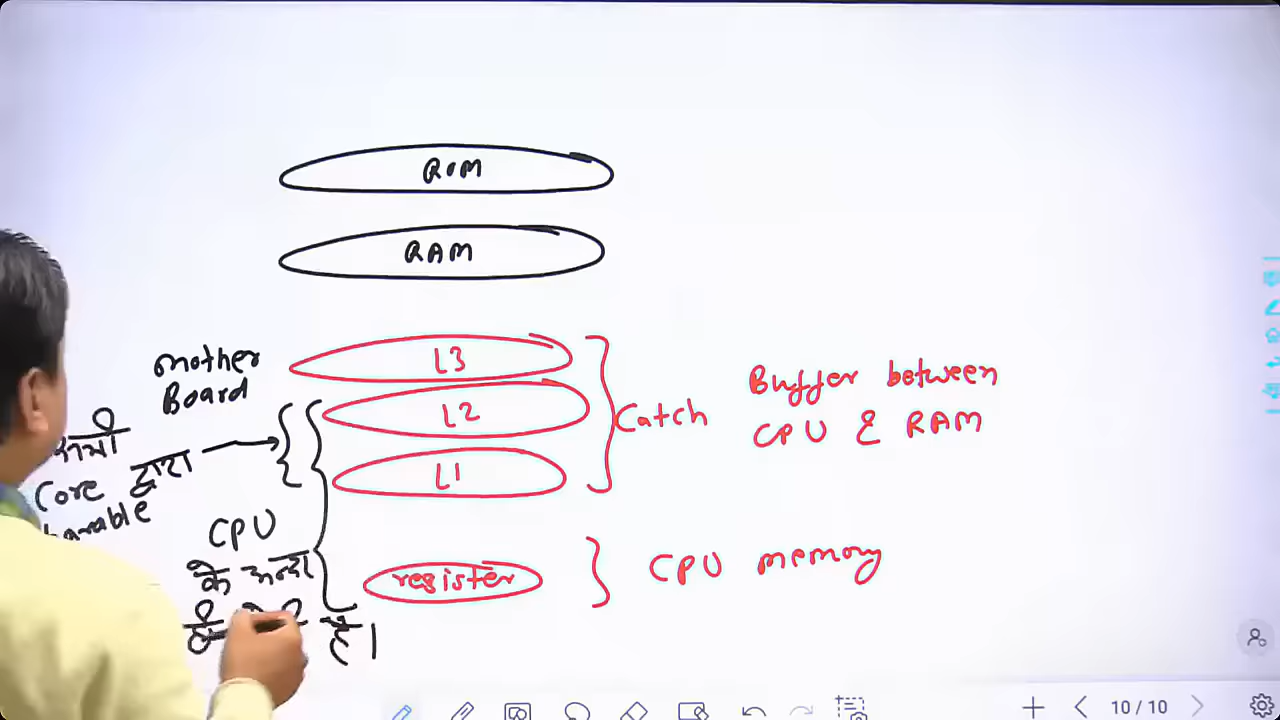 ROM
RAM
L3
L2
L1
register
Catch
Buffer between
CPU & RAM
CPU memory
mother
Board
Core द्वारा
CPU
के अन्दर
है।
10/10